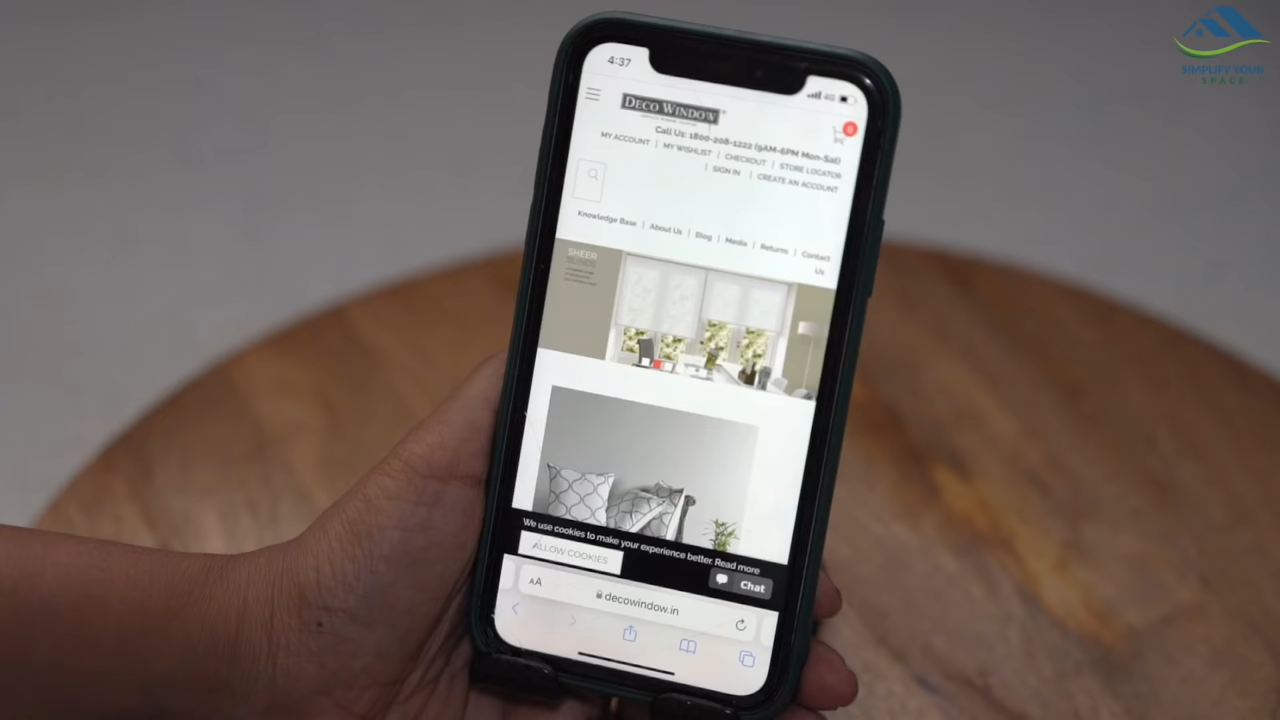 SIMPLIFY YOUR
SPACE
4:37
4G
DECO WINDOW
0
Call Us: 1800-208-1222 (9AM-6PM Mon-Sat)
MY ACCOUNT | MY WISHLIST | CHECKOUT | STORE LOCATOR
| SIGN IN | CREATE AN ACCOUNT
Knowledge Base | About Us | Blog | Media | Returns | Contact
Us
SHEER
We use cookies to make your experience better. Read more
ALLOW COOKIES
Chat
AA
decowindow.in